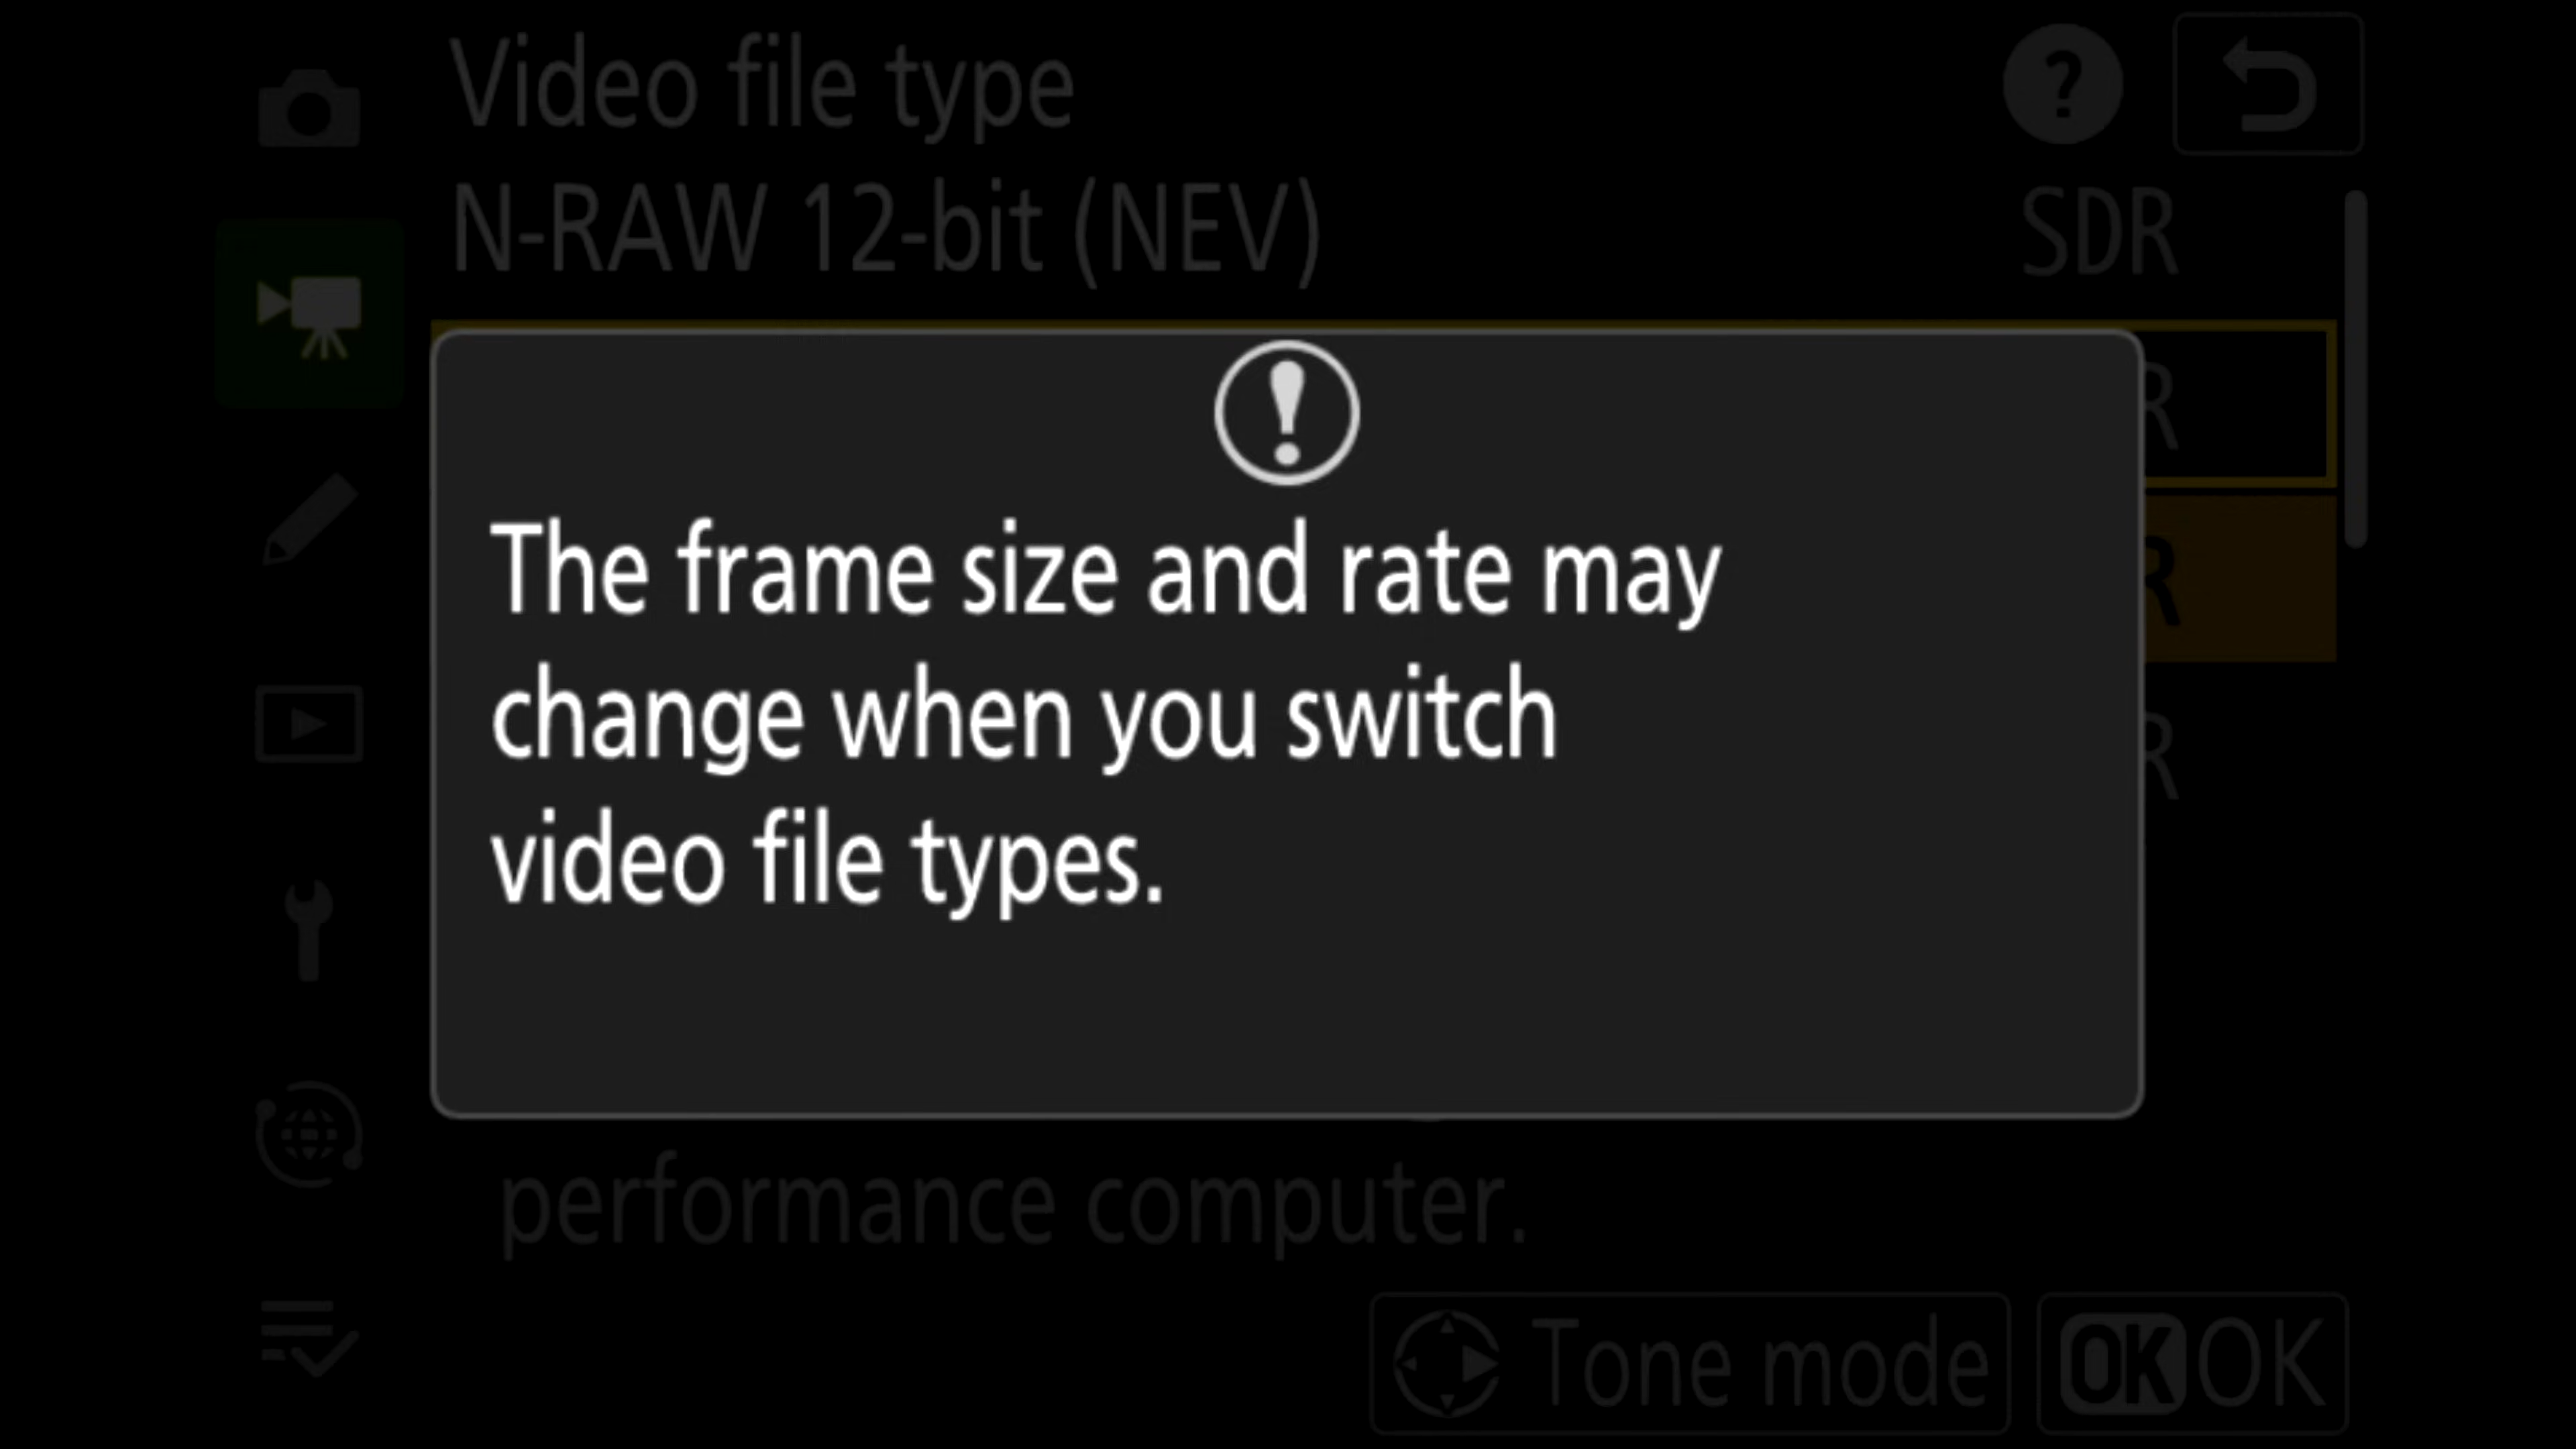 Video file type
?
N-RAW 12-bit (NEV) SDR
R
!
The frame size and rate may
R
change when you switch
R
video file types.
performance computer.
Tone mode OK OK